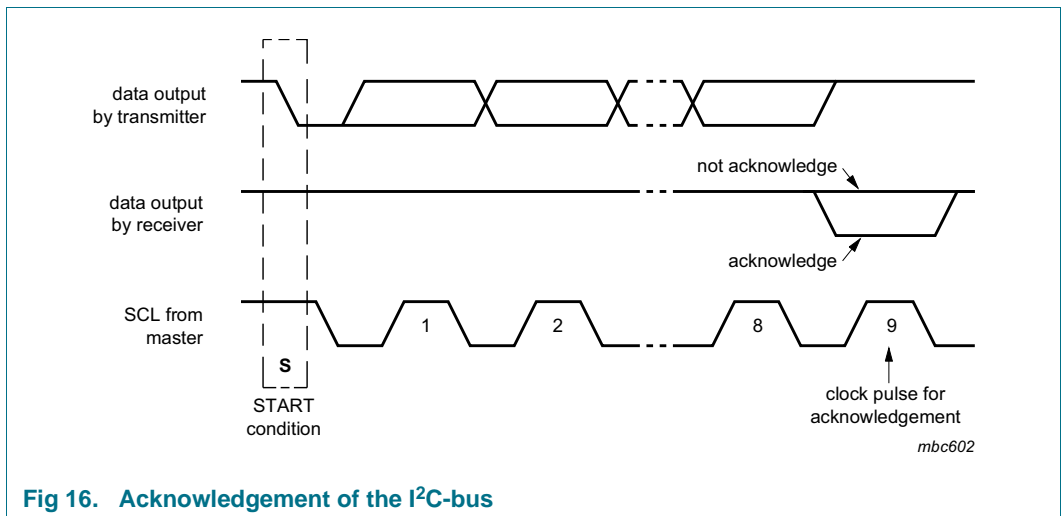 data output
by transmitter
not acknowledge
data output
by receiver
acknowledge
SCL from
master
1
2
8
9
S
START
condition
clock pulse for
acknowledgement
mbc602
Fig 16. Acknowledgement of the I²C-bus